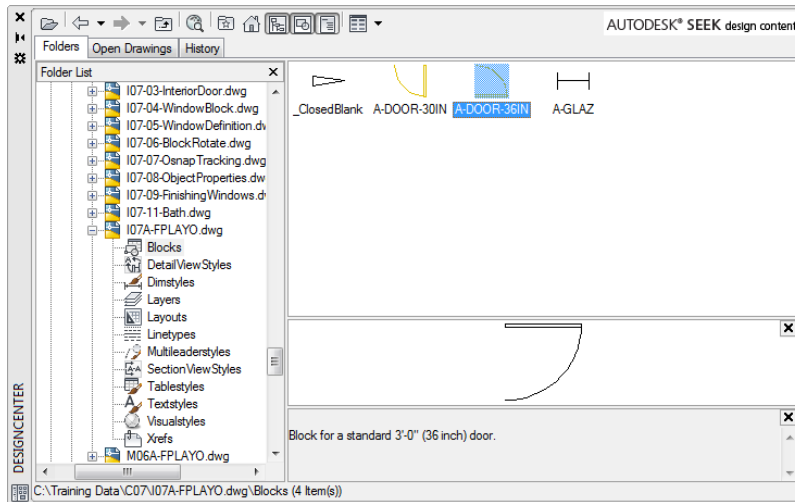 AUTODESK® SEEK design content
Folders Open Drawings History
Folder List
I07-03-InteriorDoor.dwg
I07-04-WindowBlock.dwg
I07-05-WindowDefinition.dv
I07-06-BlockRotate.dwg
I07-07-OsnapTracking.dwg
I07-08-ObjectProperties.dw
I07-09-FinishingWindows.d
I07-11-Bath.dwg
I07A-FPLAYO.dwg
Blocks
DetailViewStyles
Dimstyles
Layers
Layouts
Linetypes
Multileaderstyles
SectionViewStyles
Tablestyles
Textstyles
Visualstyles
Xrefs
M06A-FPLAYO.dwg
_ClosedBlank A-DOOR-30IN A-DOOR-36IN A-GLAZ
Block for a standard 3'-0" (36 inch) door.
DESIGNCENTER
C:\Training Data\C07\I07A-FPLAYO.dwg\Blocks (4 Item(s))